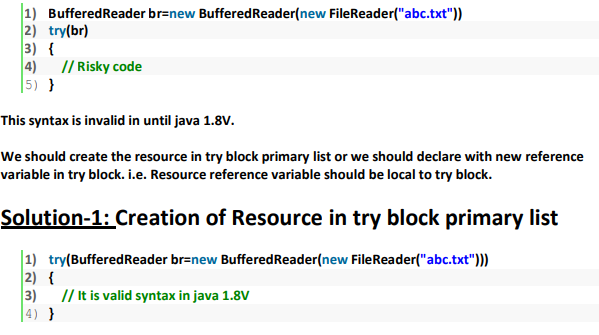 1) BufferedReader br=new BufferedReader(new FileReader("abc.txt"))
2) try(br)
3) {
4) // Risky code
5) }
This syntax is invalid in until java 1.8V.
We should create the resource in try block primary list or we should declare with new reference
variable in try block. i.e. Resource reference variable should be local to try block.
Solution-1: Creation of Resource in try block primary list
1) try(BufferedReader br=new BufferedReader(new FileReader("abc.txt")))
2) {
3) // It is valid syntax in java 1.8V
4) }